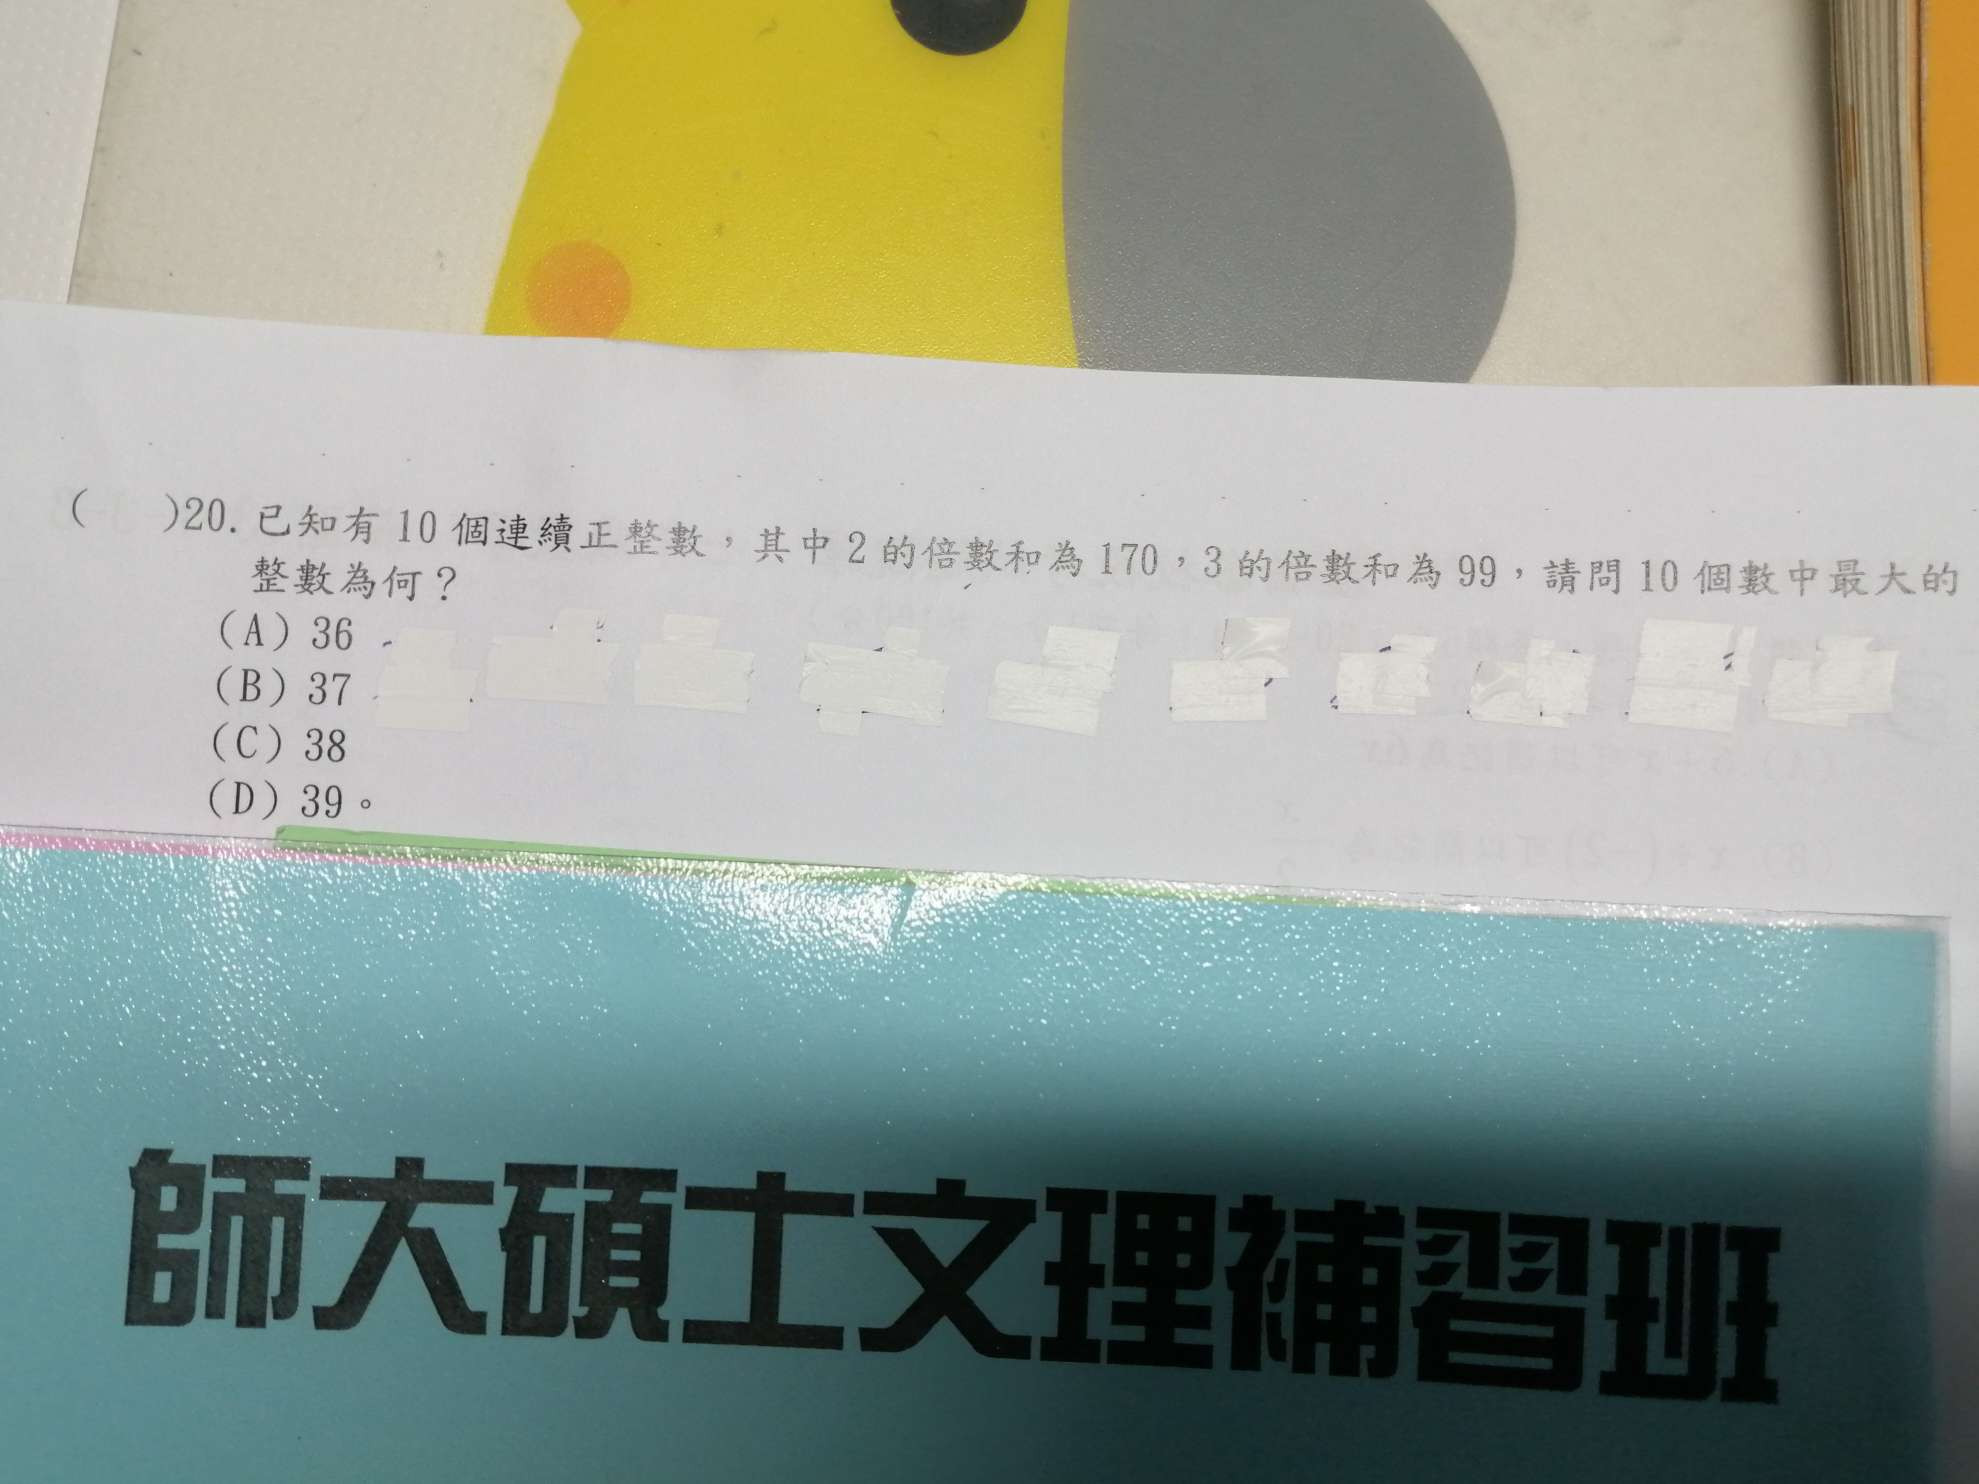 ( )20. 已知有 10 個連續正整數，其中 2 的倍數和為 170，3 的倍數和為 99，請問 10 個數中最大的
整數為何？
(A) 36
(B) 37
(C) 38
(D) 39。
師大碩士文理補習班